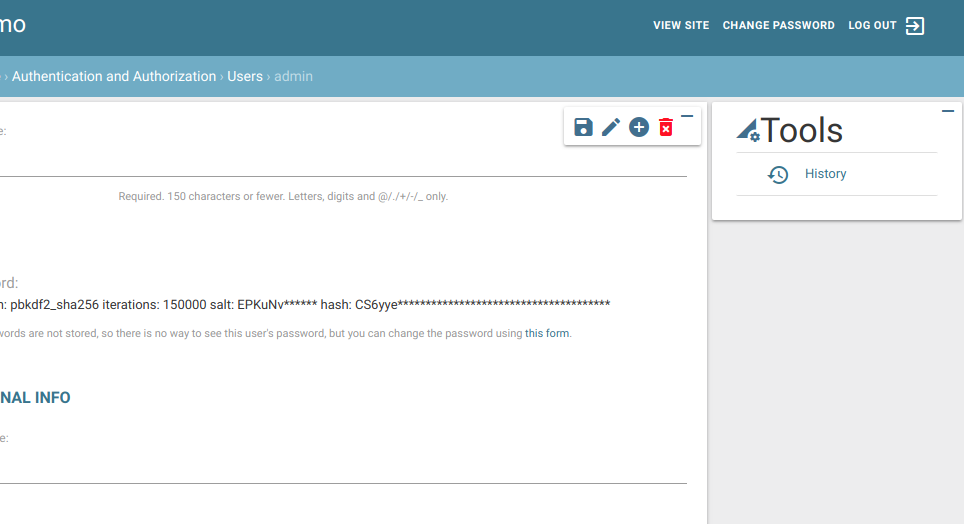 mo
VIEW SITE CHANGE PASSWORD LOG OUT
› Authentication and Authorization › Users › admin
e:
Tools
History
Required. 150 characters or fewer. Letters, digits and @/./+/-/_ only.
ord:
n: pbkdf2_sha256 iterations: 150000 salt: EPKuNv****** hash: CS6yye**************************************
words are not stored, so there is no way to see this user's password, but you can change the password using this form.
NAL INFO
e: